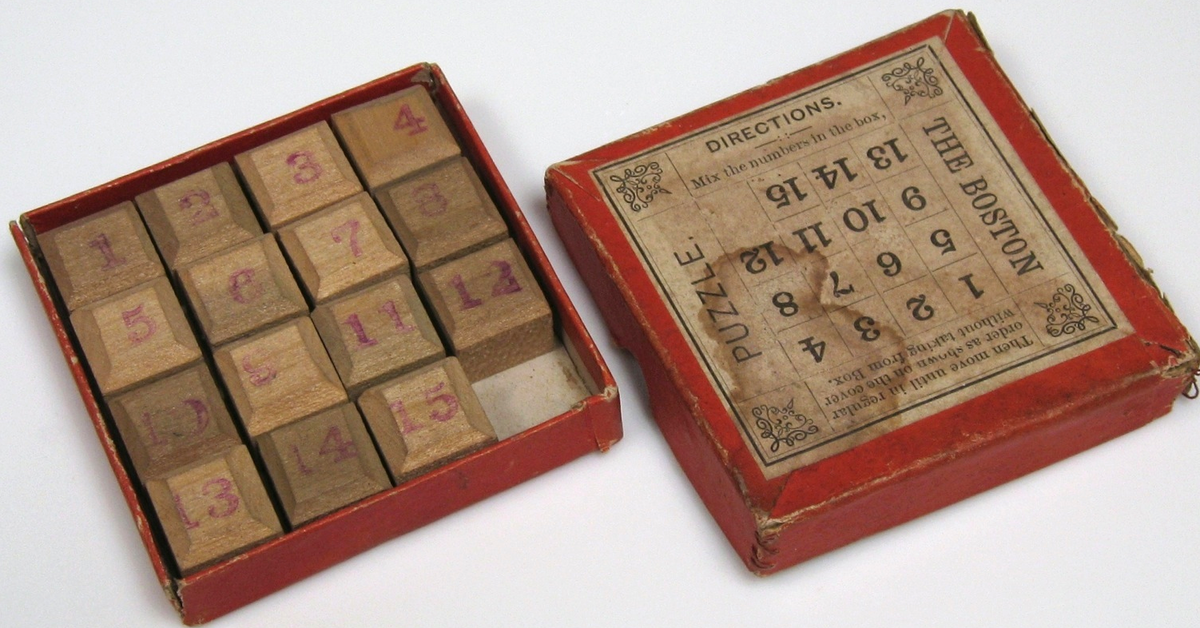 1 2 3 4
5 6 7 8
10 11 12
13 14 15
THE BOSTON
DIRECTIONS.
Mix the numbers in the box,
1 2 3 4
5 6 7 8
9 10 11 12
13 14 15
Then move until in regular
order as shown on the cover
without taking from Box.
PUZZLE.